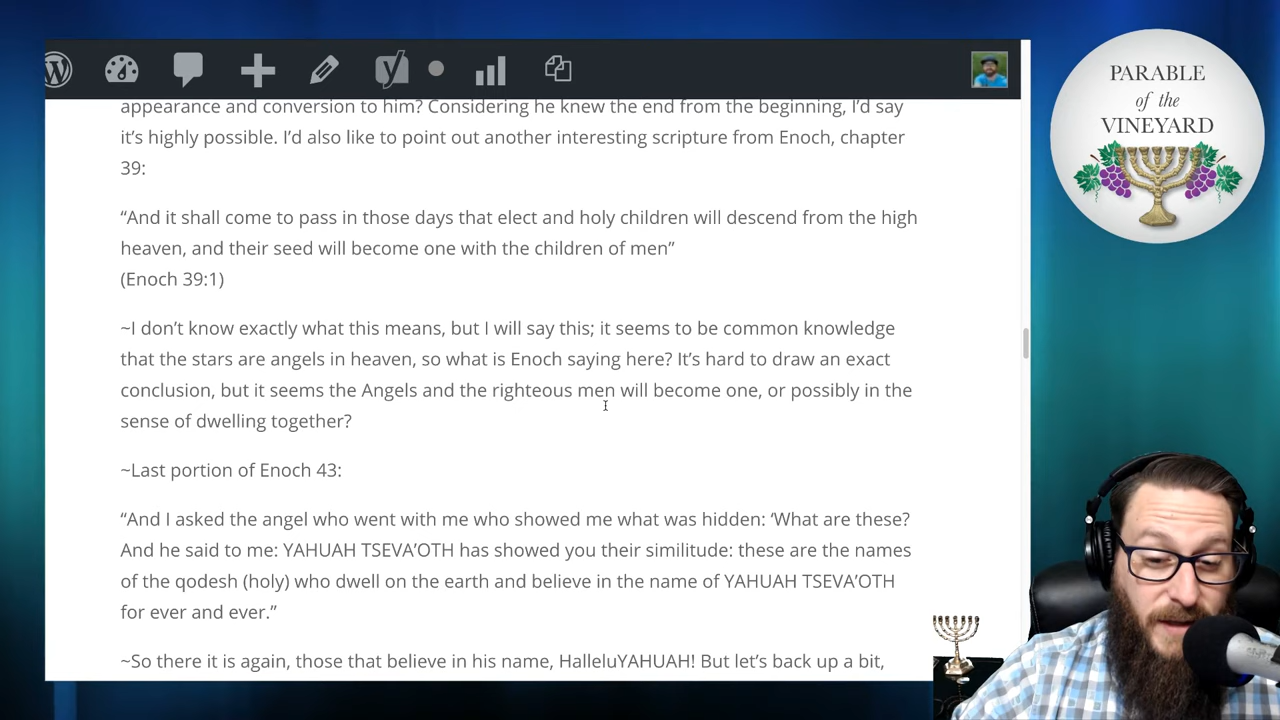 appearance and conversion to him? Considering he knew the end from the beginning, I’d say
it’s highly possible. I’d also like to point out another interesting scripture from Enoch, chapter
39:
“And it shall come to pass in those days that elect and holy children will descend from the high
heaven, and their seed will become one with the children of men”
(Enoch 39:1)
~I don’t know exactly what this means, but I will say this; it seems to be common knowledge
that the stars are angels in heaven, so what is Enoch saying here? It’s hard to draw an exact
conclusion, but it seems the Angels and the righteous men will become one, or possibly in the
sense of dwelling together?
~Last portion of Enoch 43:
“And I asked the angel who went with me who showed me what was hidden: ‘What are these?
And he said to me: YAHUAH TSEVA’OTH has showed you their similitude: these are the names
of the qodesh (holy) who dwell on the earth and believe in the name of YAHUAH TSEVA’OTH
for ever and ever.”
~So there it is again, those that believe in his name, HalleluYAHUAH! But let’s back up a bit,
PARABLE
of the
VINEYARD